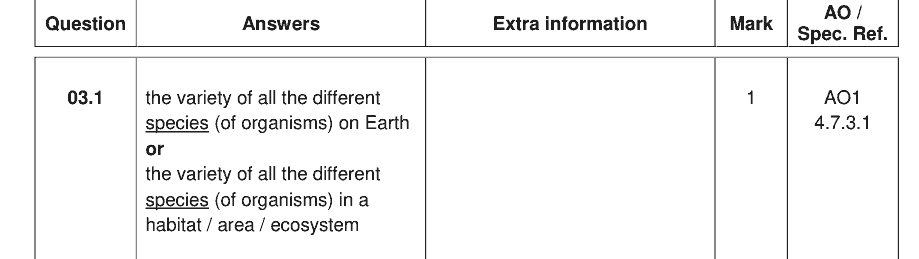 Question Answers Extra information Mark AO /
Spec. Ref.
03.1 the variety of all the different 1 AO1
species (of organisms) on Earth 4.7.3.1
or
the variety of all the different
species (of organisms) in a
habitat / area / ecosystem